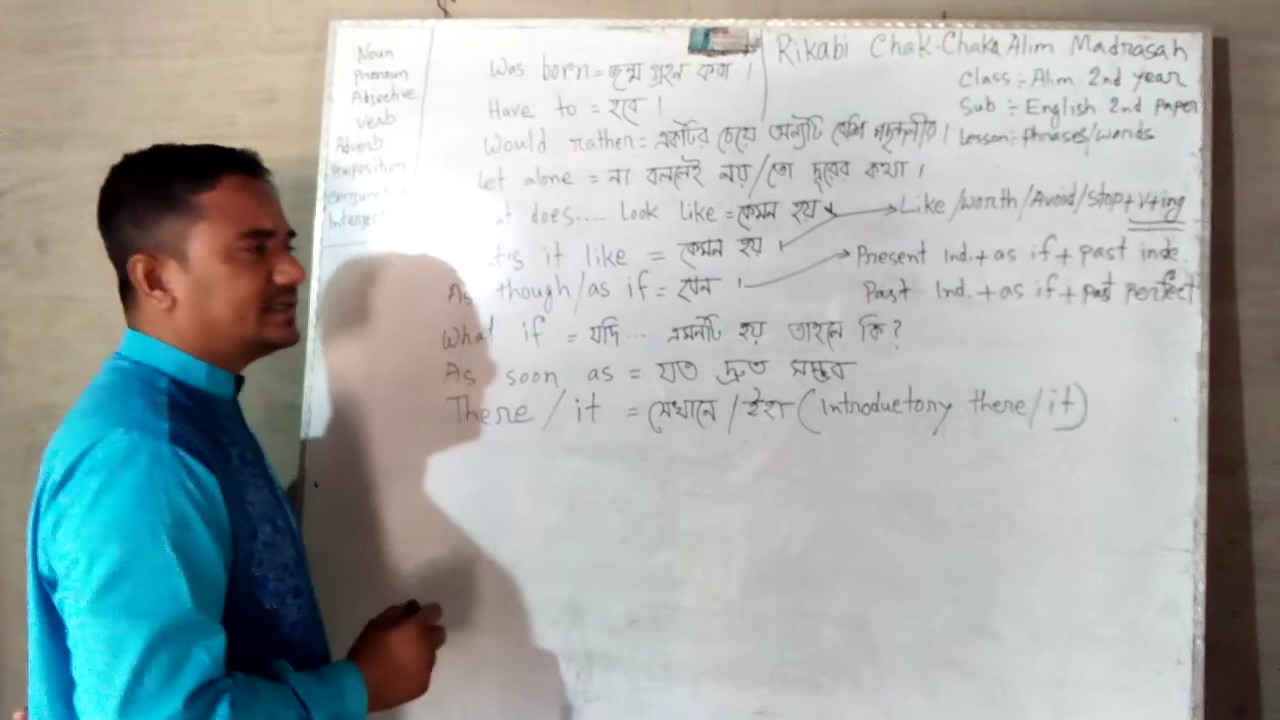 Noun
Pronoun
Adjective
Verb
Adverb
Preposition
Rikabi Chak-Chaka Alim Madrasah
Class :- Alim 2nd year
Sub :- English 2nd Paper
Lesson :- Phrases/words
Was born = জন্ম গ্রহন করা ।
Have to = হবে ।
Would rather = একটির চেয়ে অন্যটি বেশি পছন্দনীয় ।
Let alone = না বললেই নয়/তো দূরের কথা ।
does.... Look Like = কেমন হয় → Like/Worth/Avoid/Stop+V+ing
it like = কেমন হয় ।
As though/as if = যেন । → Present Ind.+ as if + past inde.
Past Ind. + as if + past perfect
What if = যদি ... এমনটি হয় তাহলে কি?
As soon as = যত দ্রুত সম্ভব
There / it = সেখানে / ইহা (Introductory there/it)